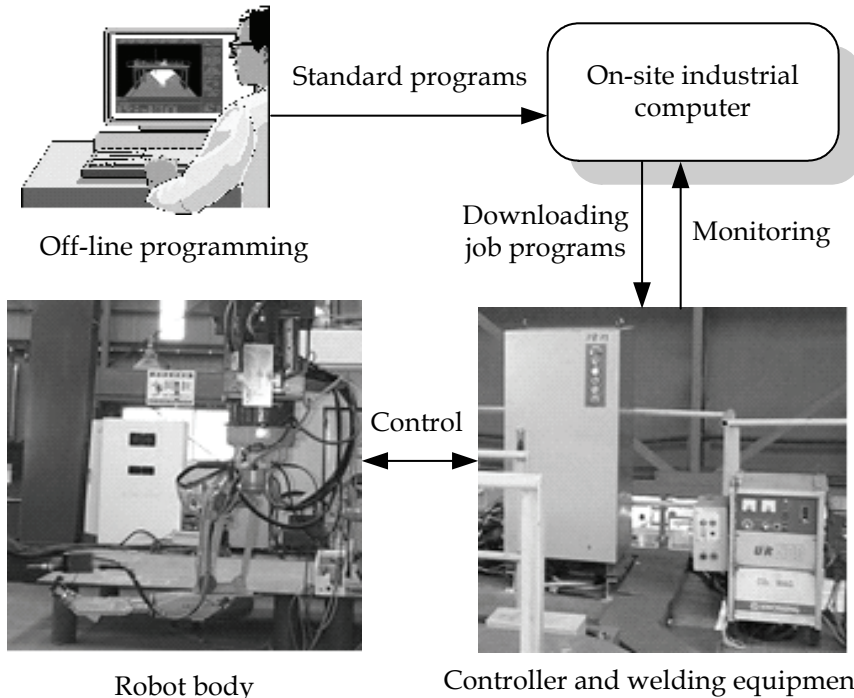 Standard programs
On-site industrial
computer
Off-line programming
Downloading
job programs
Monitoring
Control
UR
Robot body
Controller and welding equipmen